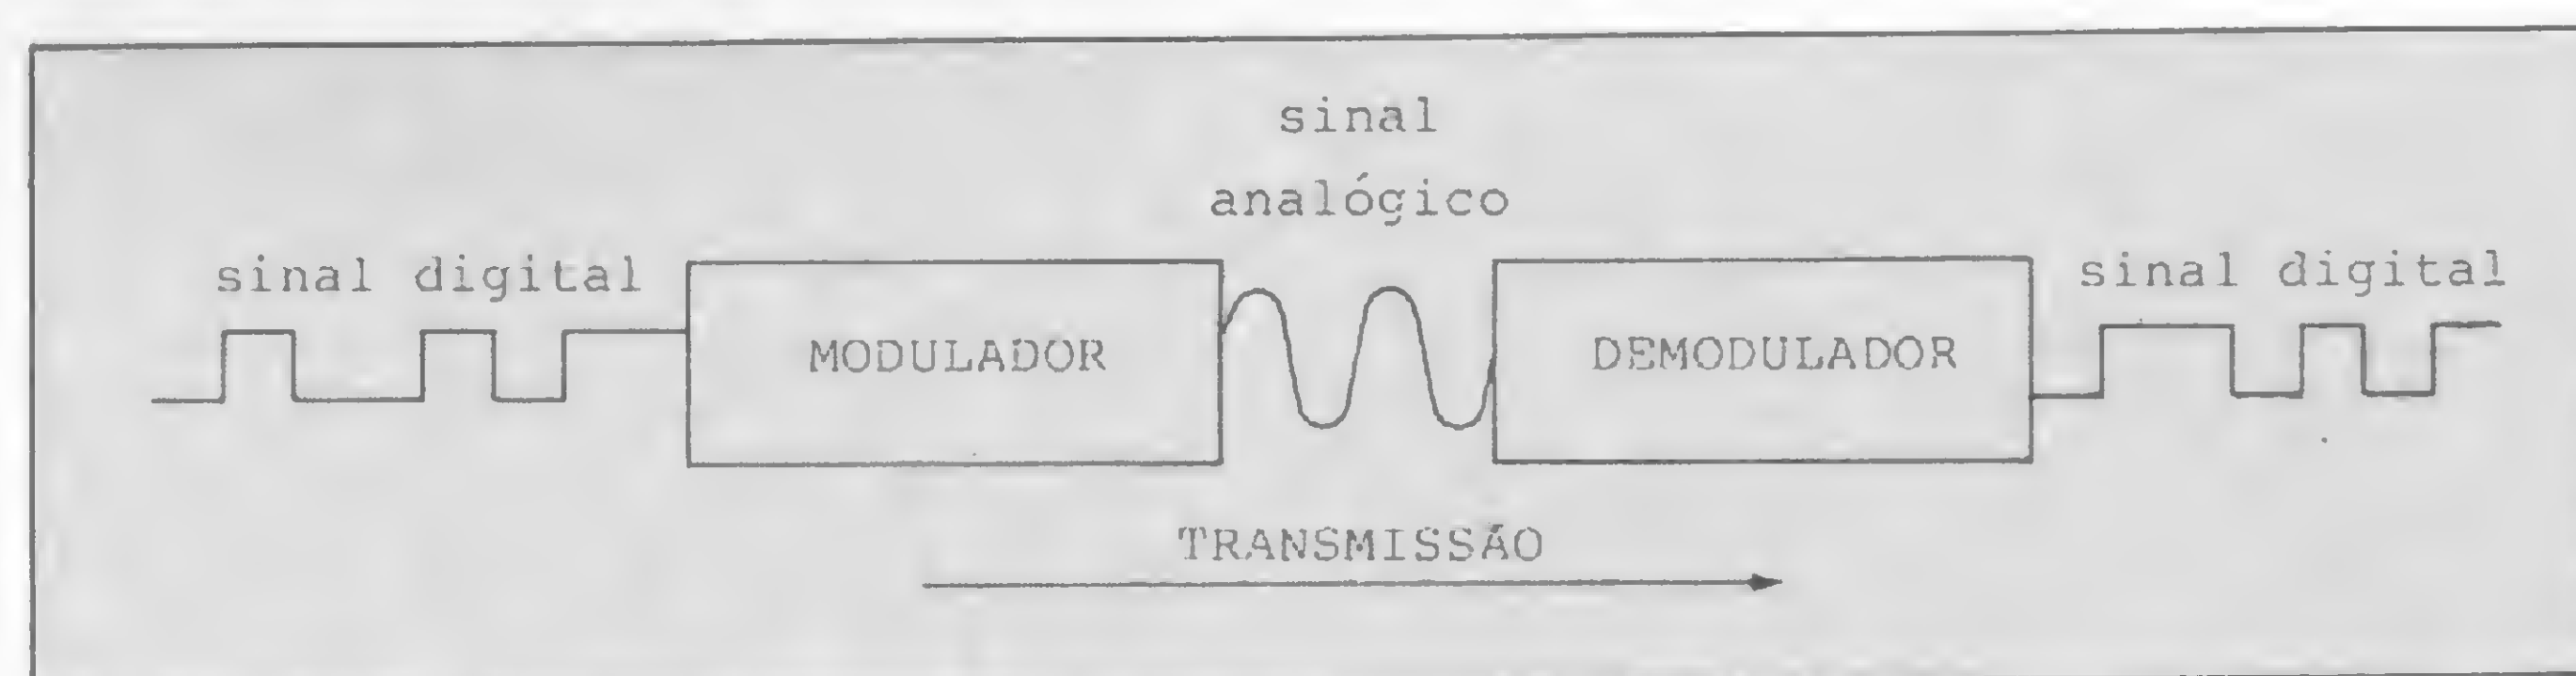 sinal
analógico
sinal digital
sinal digital
MODULADOR
DEMODULADOR
TRANSMISSÃO